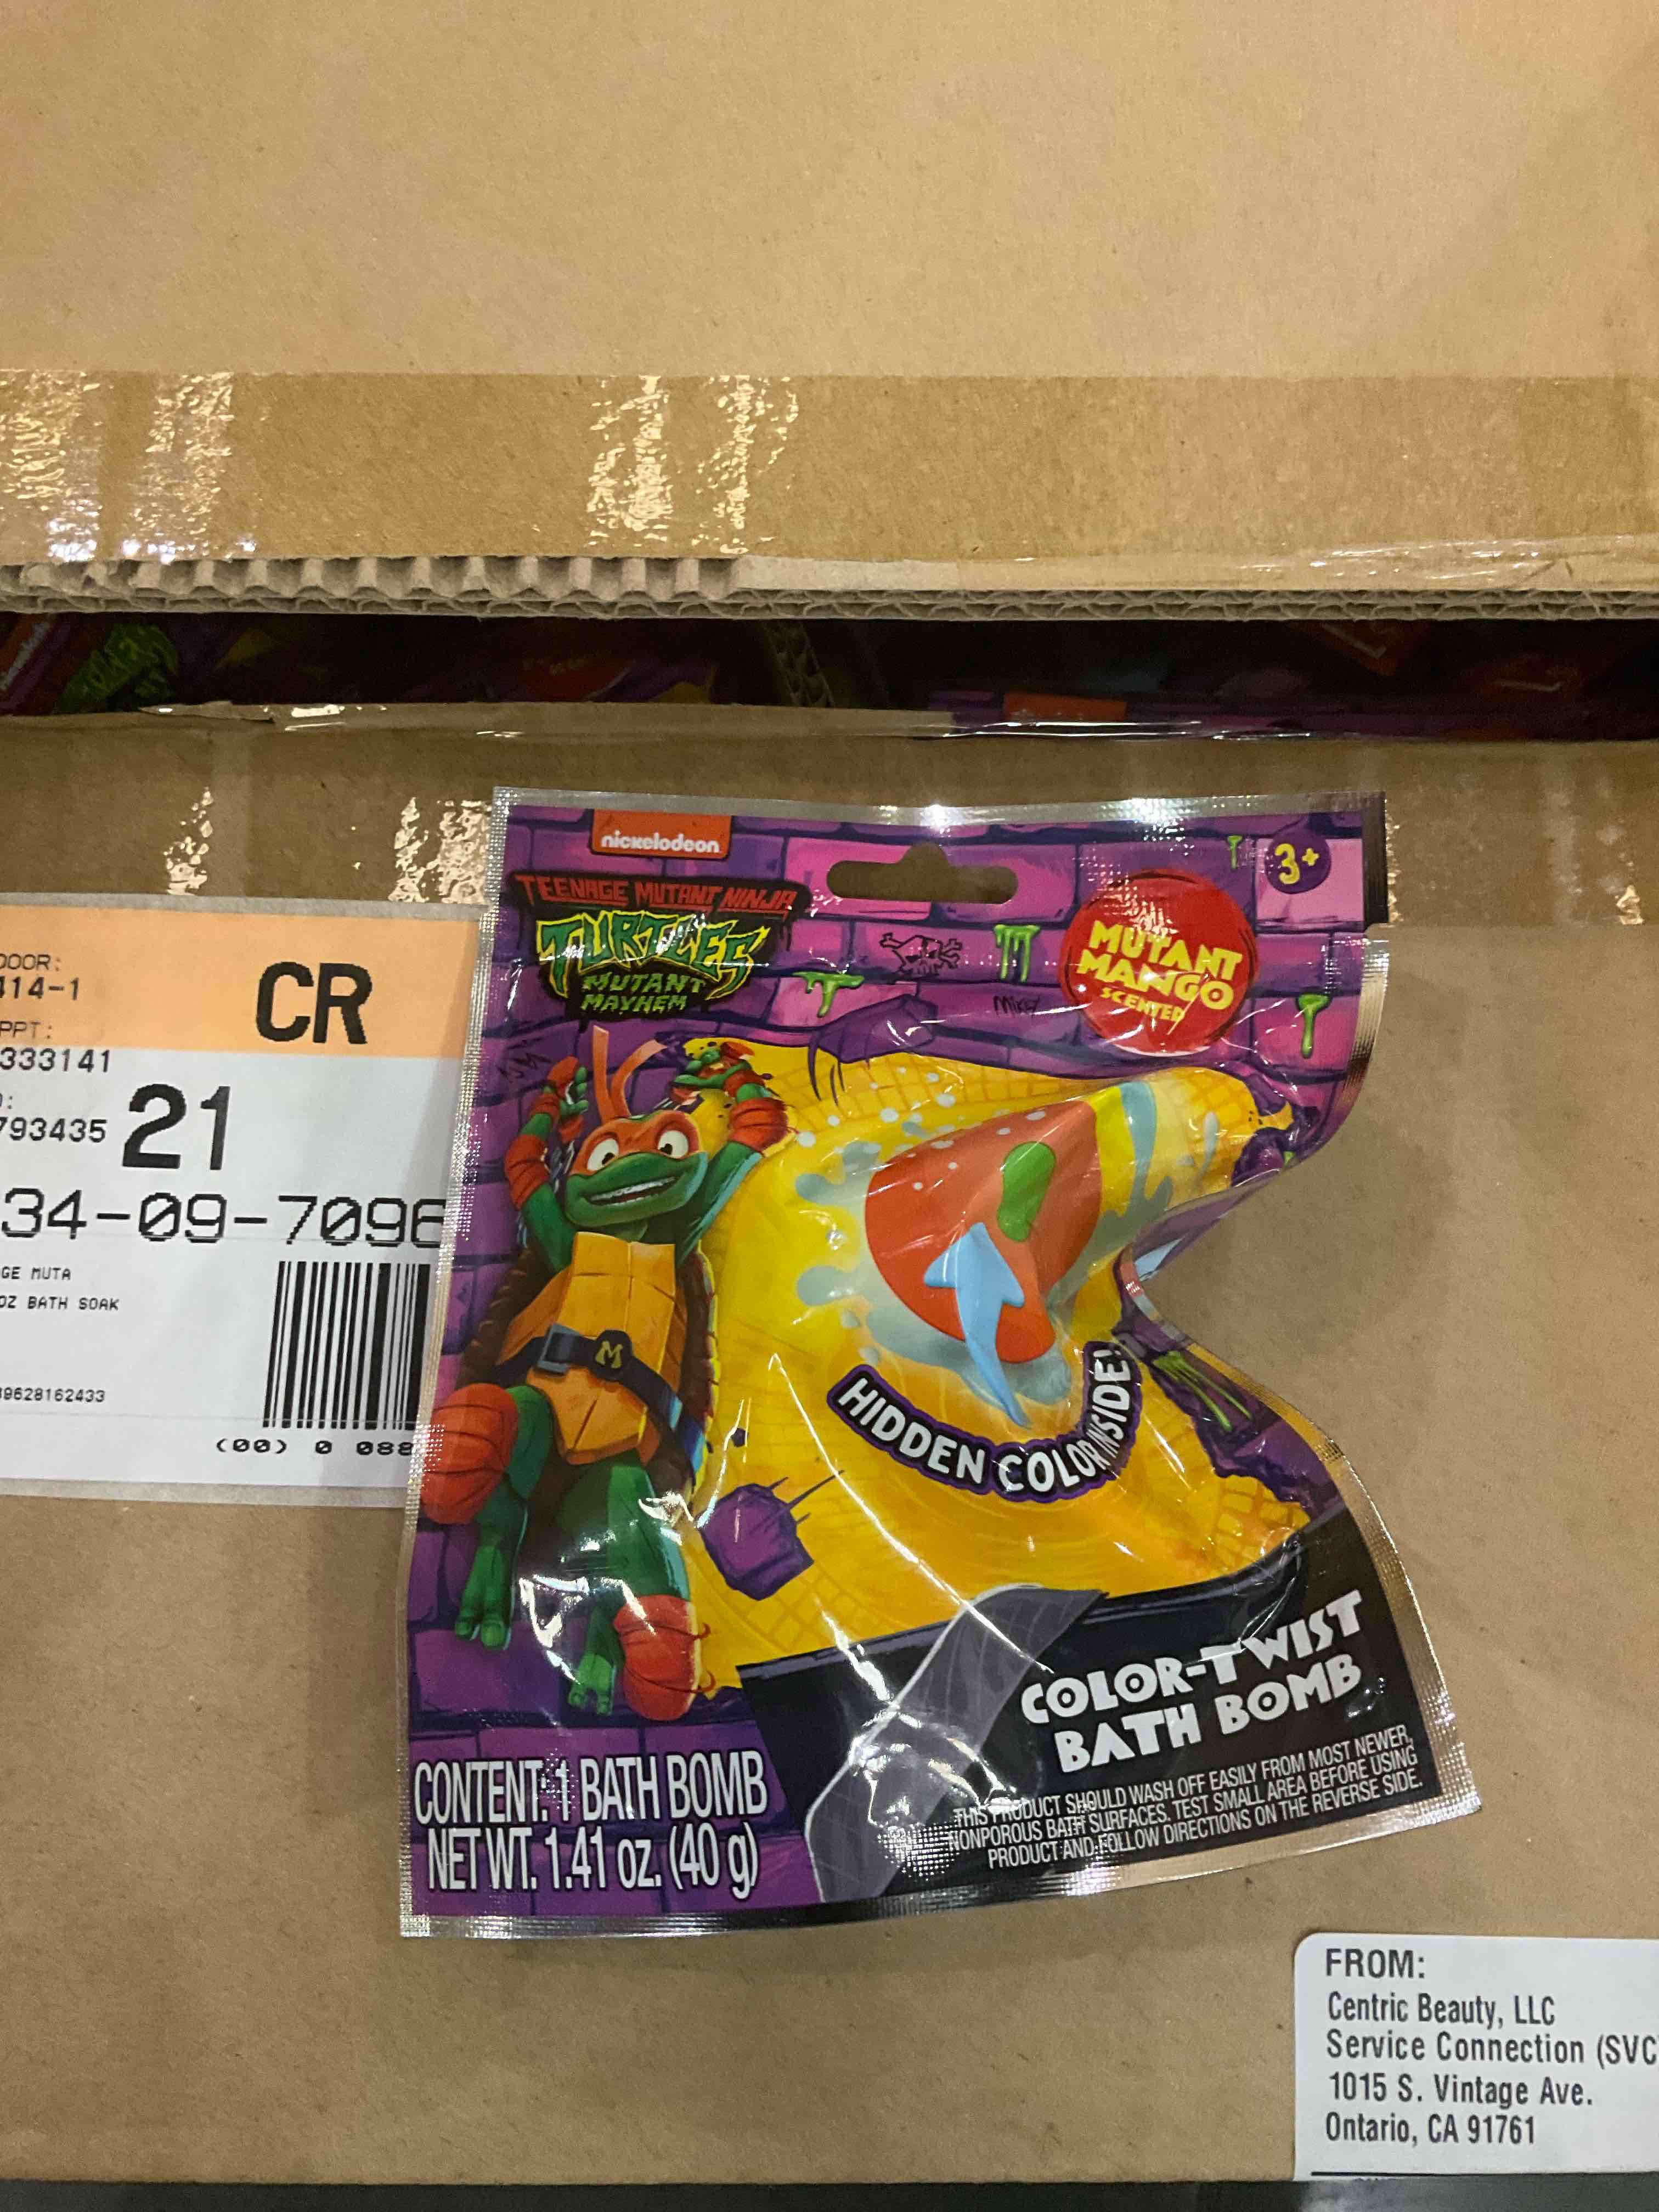 nickelodeon
TEENAGE MUTANT NINJA
TURTLES
MUTANT
MAYHEM
3+
MUTANT
MANGO
SCENTED
Mikey
M
HIDDEN COLOR INSIDE!
COLOR-TWIST
BATH BOMB
CONTENT: 1 BATH BOMB
NET WT. 1.41 oz. (40 g)
THIS PRODUCT SHOULD WASH OFF EASILY FROM MOST NEWER,
NONPOROUS BATH SURFACES. TEST SMALL AREA BEFORE USING
PRODUCT AND FOLLOW DIRECTIONS ON THE REVERSE SIDE.
DOOR:
414-1
CR
PPT:
333141
793435
21
34-09-7096
GE MUTA
OZ BATH SOAK
9628162433
(00) 0 088
FROM:
Centric Beauty, LLC
Service Connection (SVC
1015 S. Vintage Ave.
Ontario, CA 91761